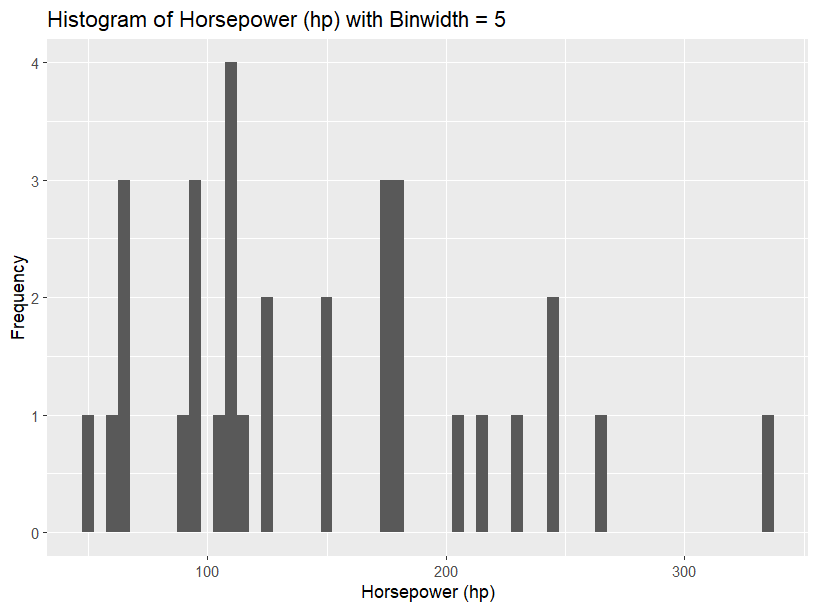 Histogram of Horsepower (hp) with Binwidth = 5
4
3
2
1
0
Frequency
100 200 300
Horsepower (hp)